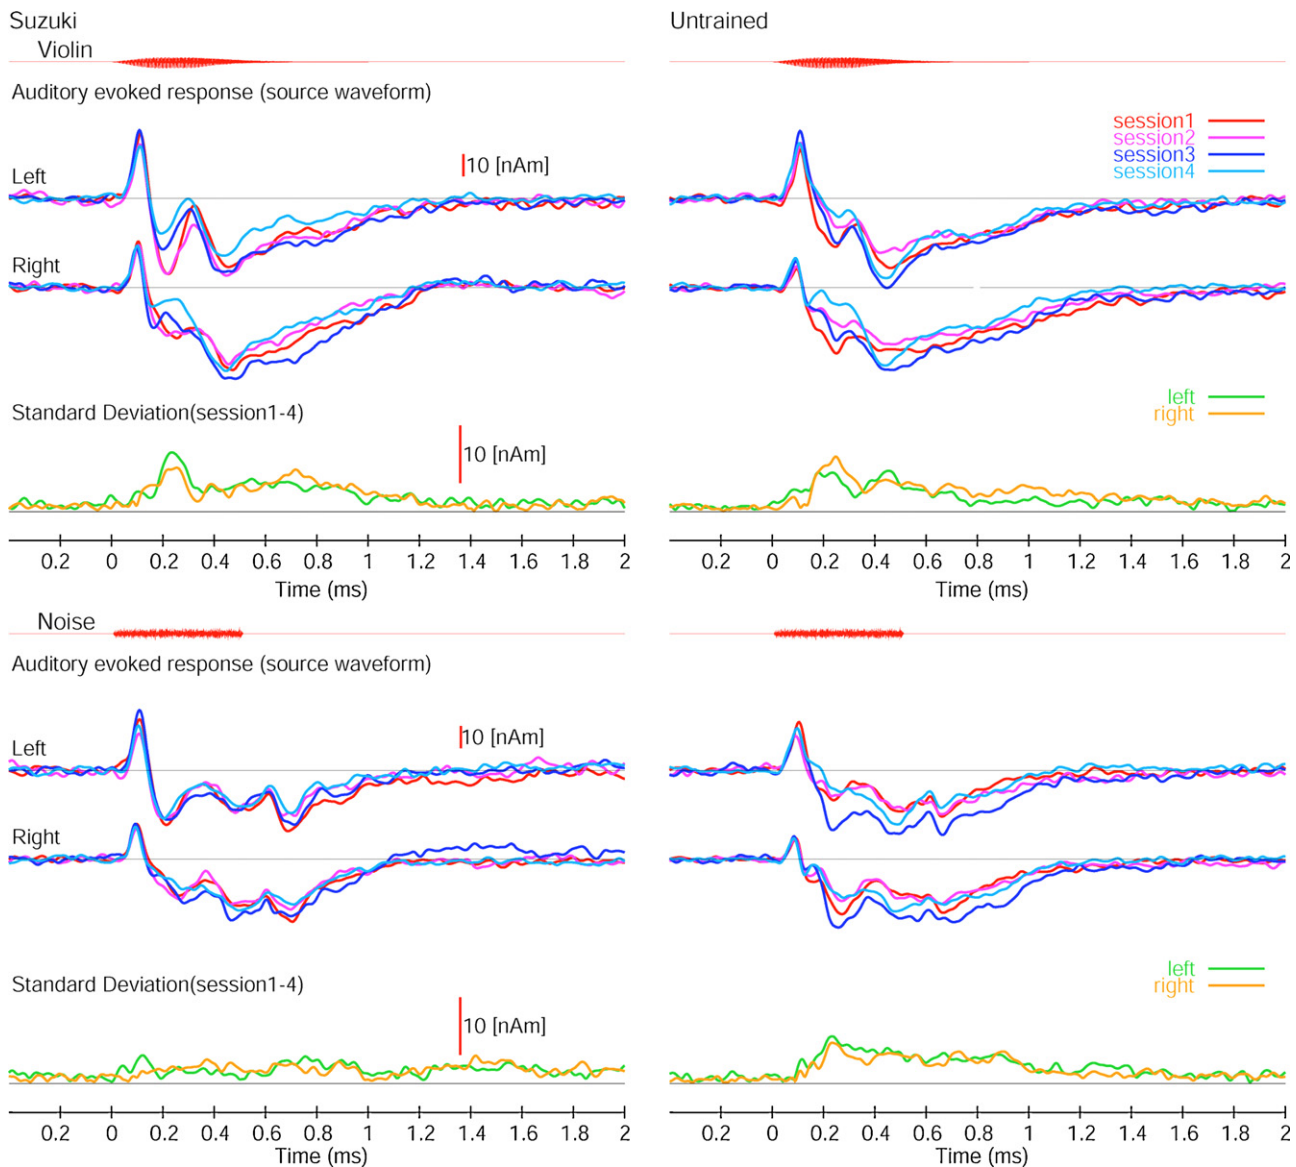 Suzuki
Untrained
Violin
Auditory evoked response (source waveform)
session1
session2
session3
session4
10 [nAm]
Left
Right
left
right
Standard Deviation(session1-4)
10 [nAm]
0.2 0 0.2 0.4 0.6 0.8 1 1.2 1.4 1.6 1.8 2
Time (ms)
0.2 0 0.2 0.4 0.6 0.8 1 1.2 1.4 1.6 1.8 2
Time (ms)
Noise
Auditory evoked response (source waveform)
10 [nAm]
Left
Right
left
right
Standard Deviation(session1-4)
10 [nAm]
0.2 0 0.2 0.4 0.6 0.8 1 1.2 1.4 1.6 1.8 2
Time (ms)
0.2 0 0.2 0.4 0.6 0.8 1 1.2 1.4 1.6 1.8 2
Time (ms)